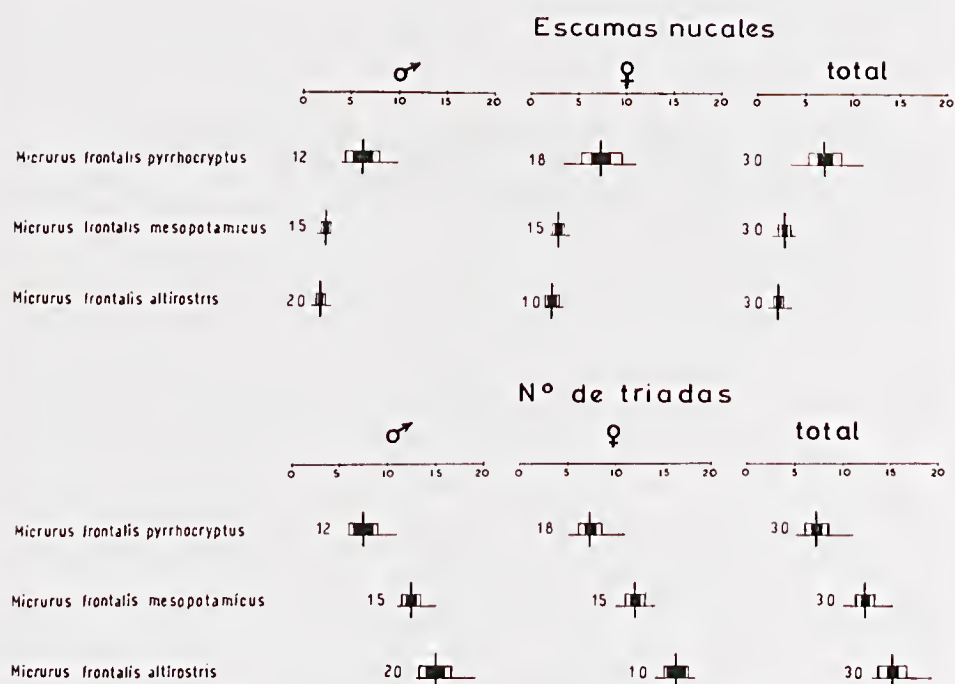 Escamas nucales
♂ ♀ total
0 5 10 20 0 5 10 20 0 5 10 20
Micrurus frontalis pyrrhocryptus 12 18 30
Micrurus frontalis mesopotamicus 15 15 30
Micrurus frontalis altirostris 20 10 30
Nº de triadas
♂ ♀ total
0 5 10 15 20 0 5 10 15 20 0 5 10 15 20
Micrurus frontalis pyrrhocryptus 12 18 30
Micrurus frontalis mesopotamicus 15 15 30
Micrurus frontalis altirostris 20 10 30